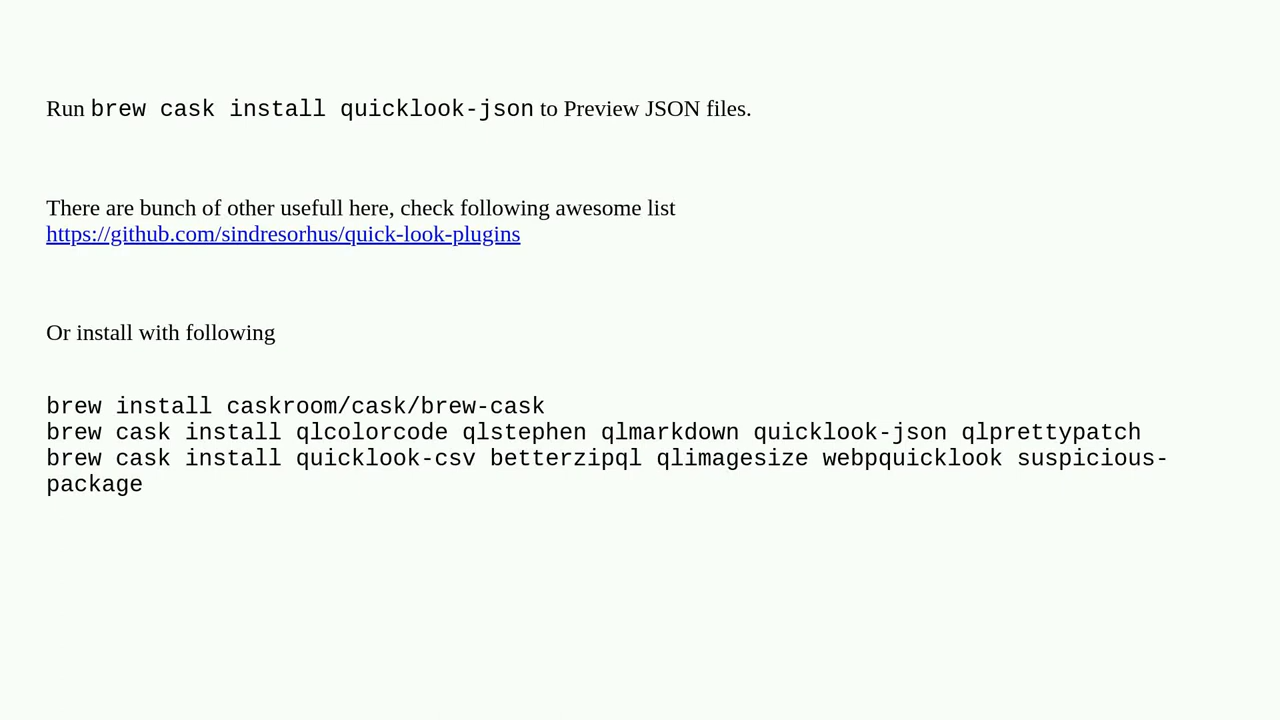 Run brew cask install quicklook-json to Preview JSON files.
There are bunch of other usefull here, check following awesome list
https://github.com/sindresorhus/quick-look-plugins
Or install with following
brew install caskroom/cask/brew-cask
brew cask install qlcolorcode qlstephen qlmarkdown quicklook-json qlprettypatch
brew cask install quicklook-csv betterzipql qlimagesize webpquicklook suspicious-
package